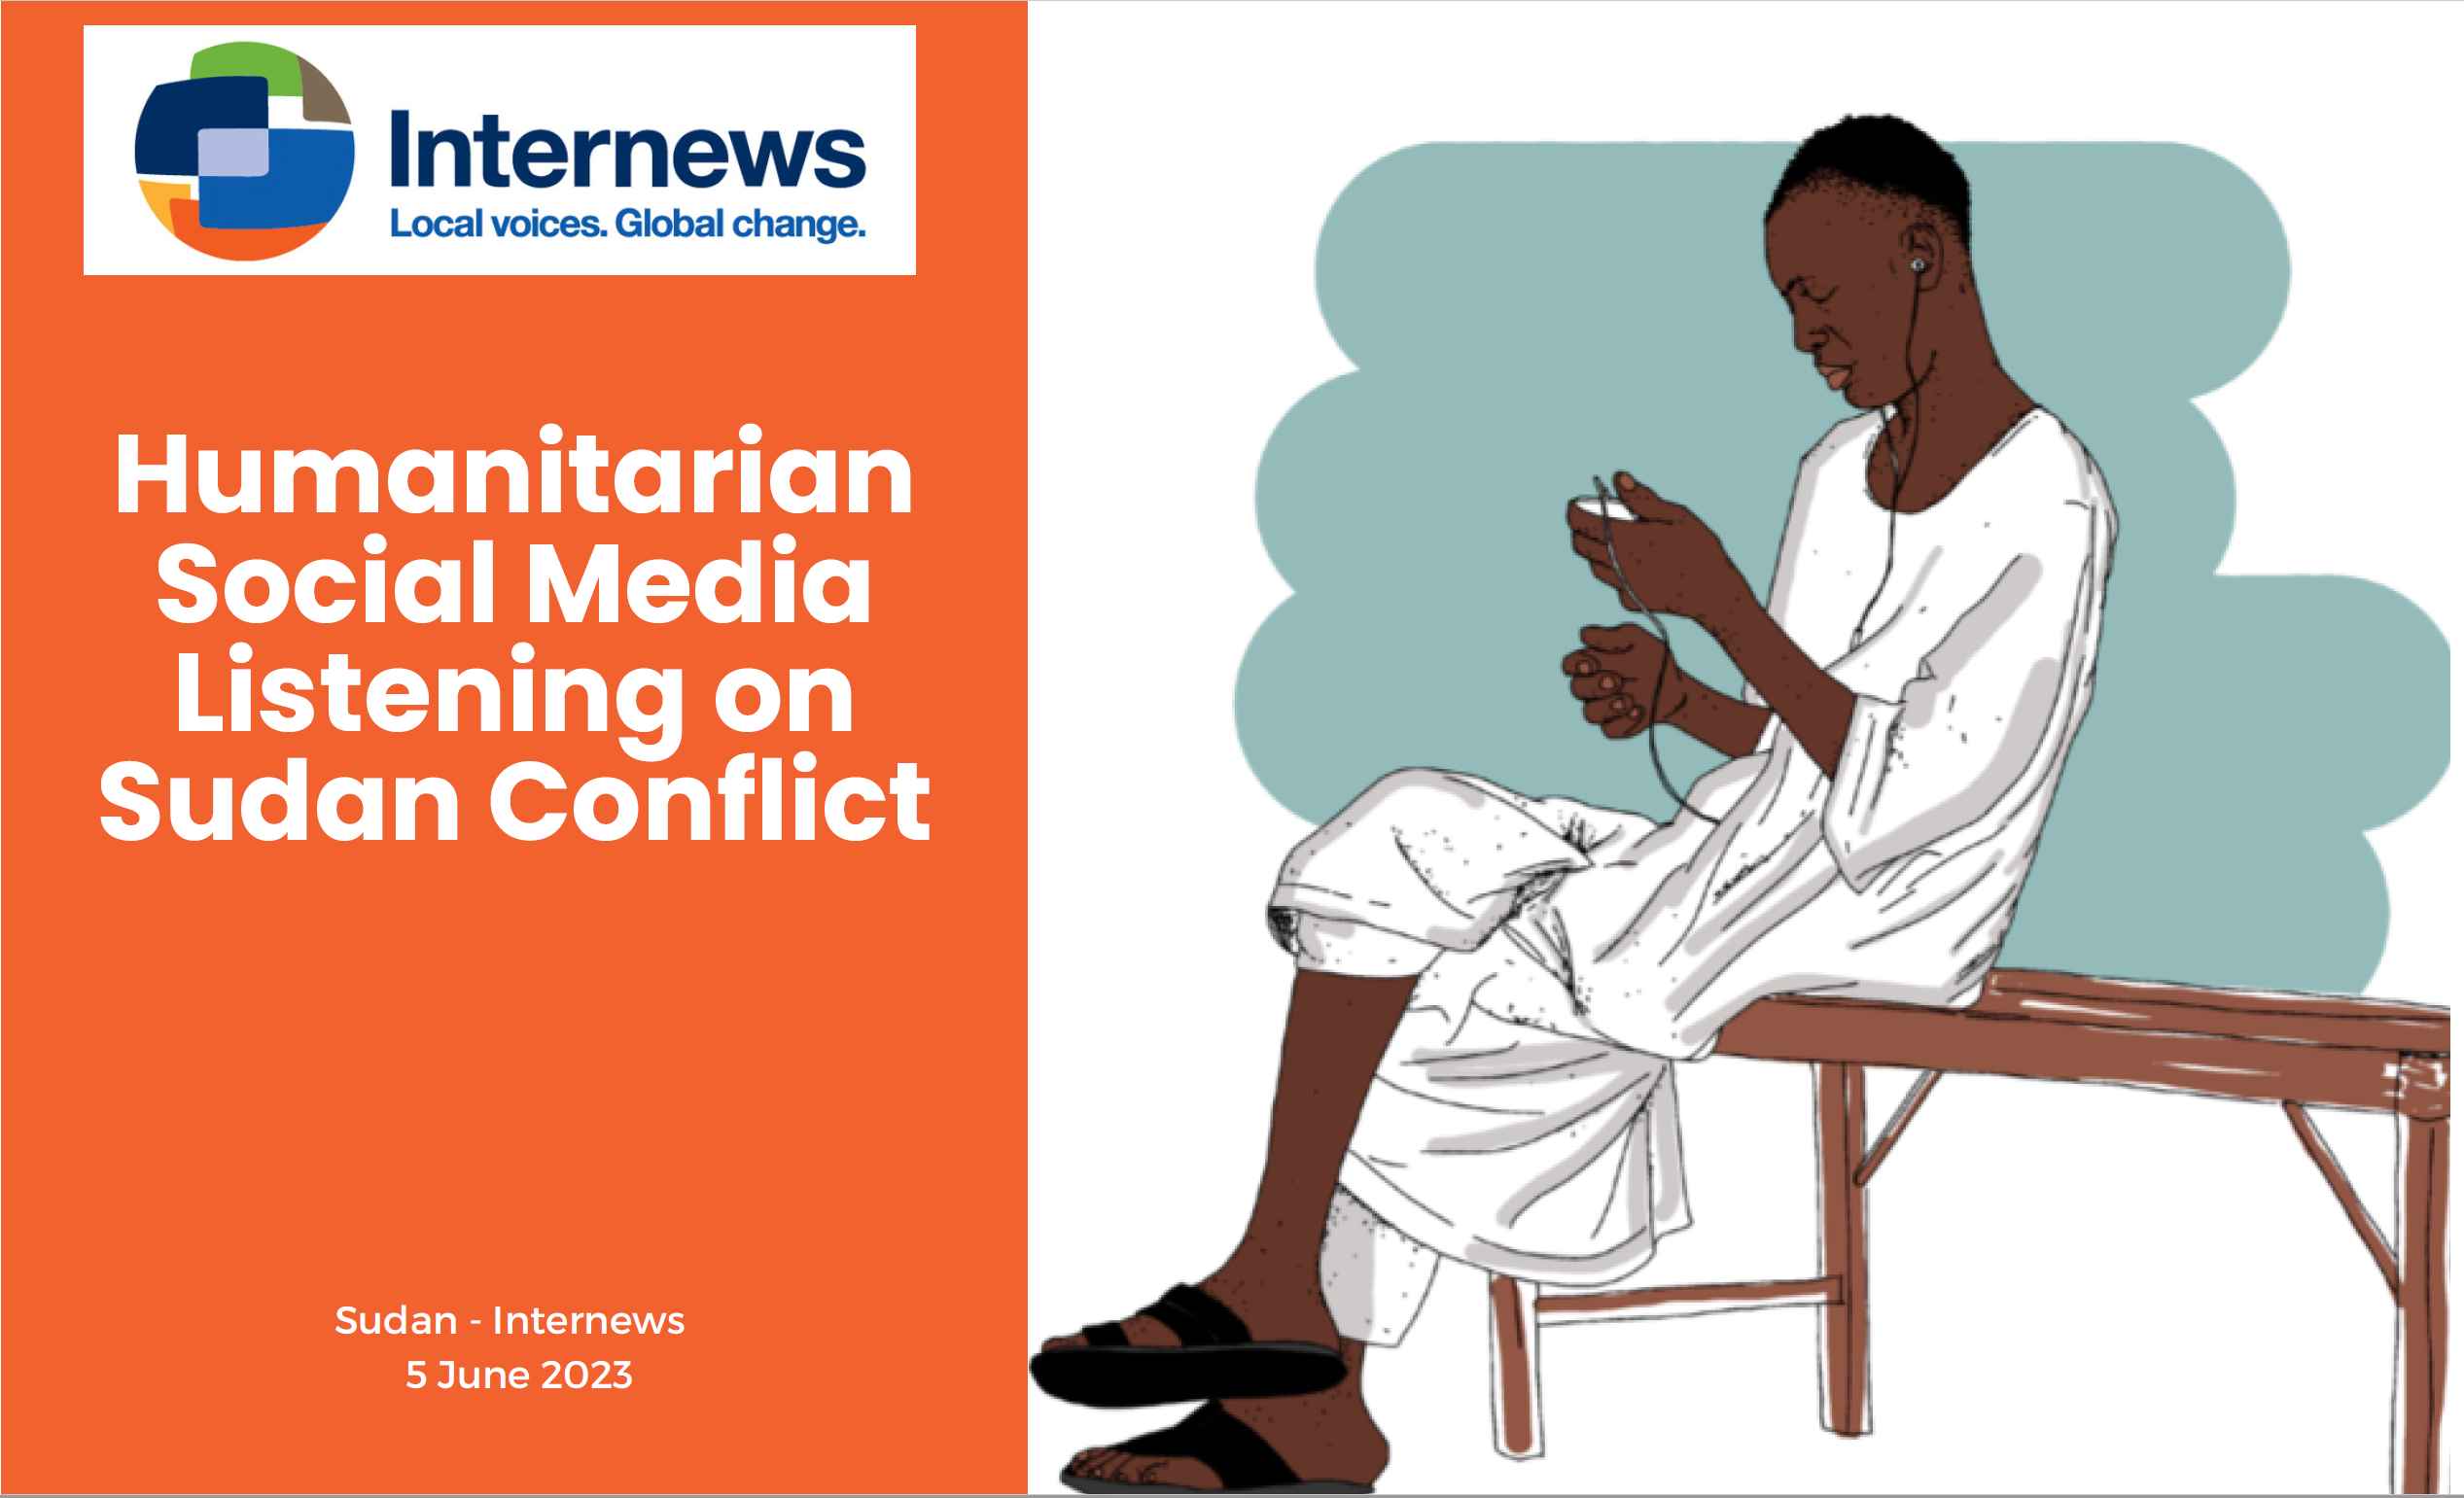 Internews
Local voices. Global change.
Humanitarian
Social Media
Listening on
Sudan Conflict
Sudan - Internews
5 June 2023